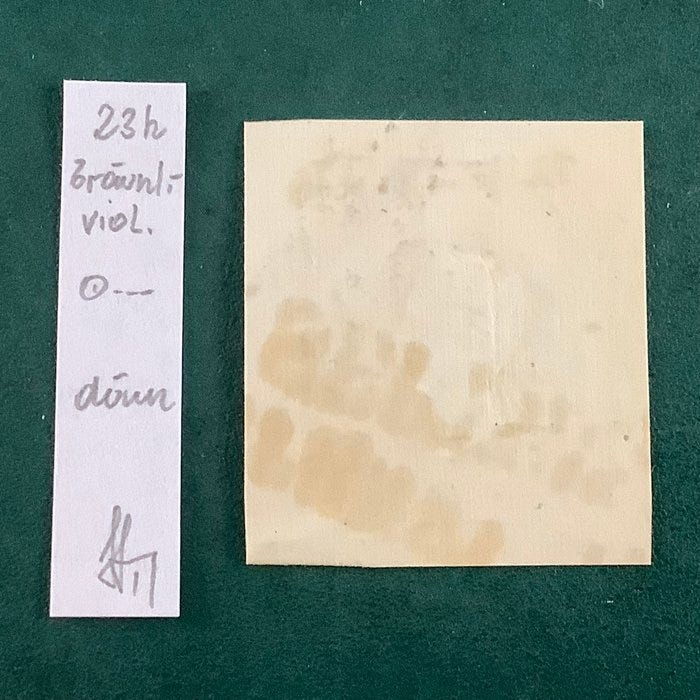 23h
Bräunl.-
viol.
dünn